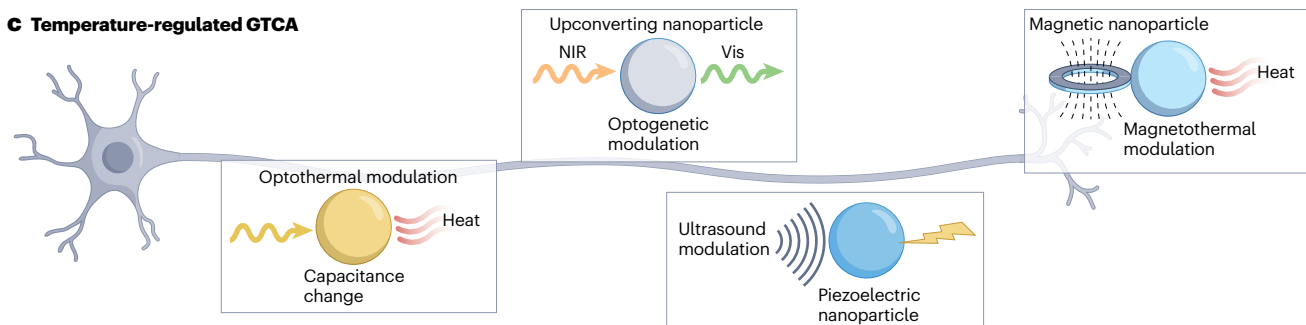 C Temperature-regulated GTCA
Upconverting nanoparticle
NIR
Vis
Optogenetic
modulation
Magnetic nanoparticle
Heat
Magnetothermal
modulation
Optothermal modulation
Heat
Capacitance
change
Ultrasound
modulation
Piezoelectric
nanoparticle